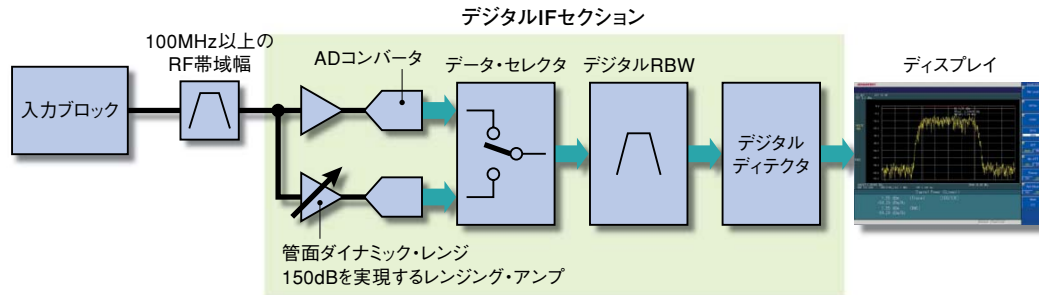 デジタルIFセクション
100MHz以上の
RF帯域幅
ADコンバータ
データ・セレクタ
デジタルRBW
ディスプレイ
入力ブロック
デジタル
ディテクタ
管面ダイナミック・レンジ
150dBを実現するレンジング・アンプ